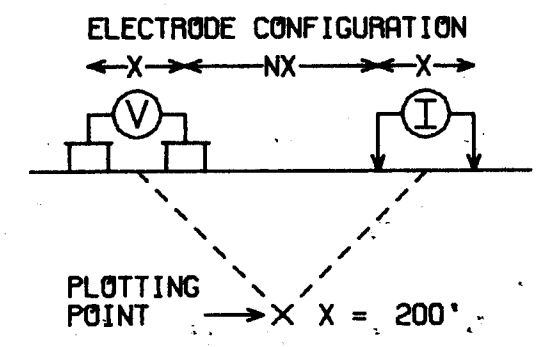 ELECTRODE CONFIGURATION
X NX X
V I
PLOTTING
POINT X X = 200'